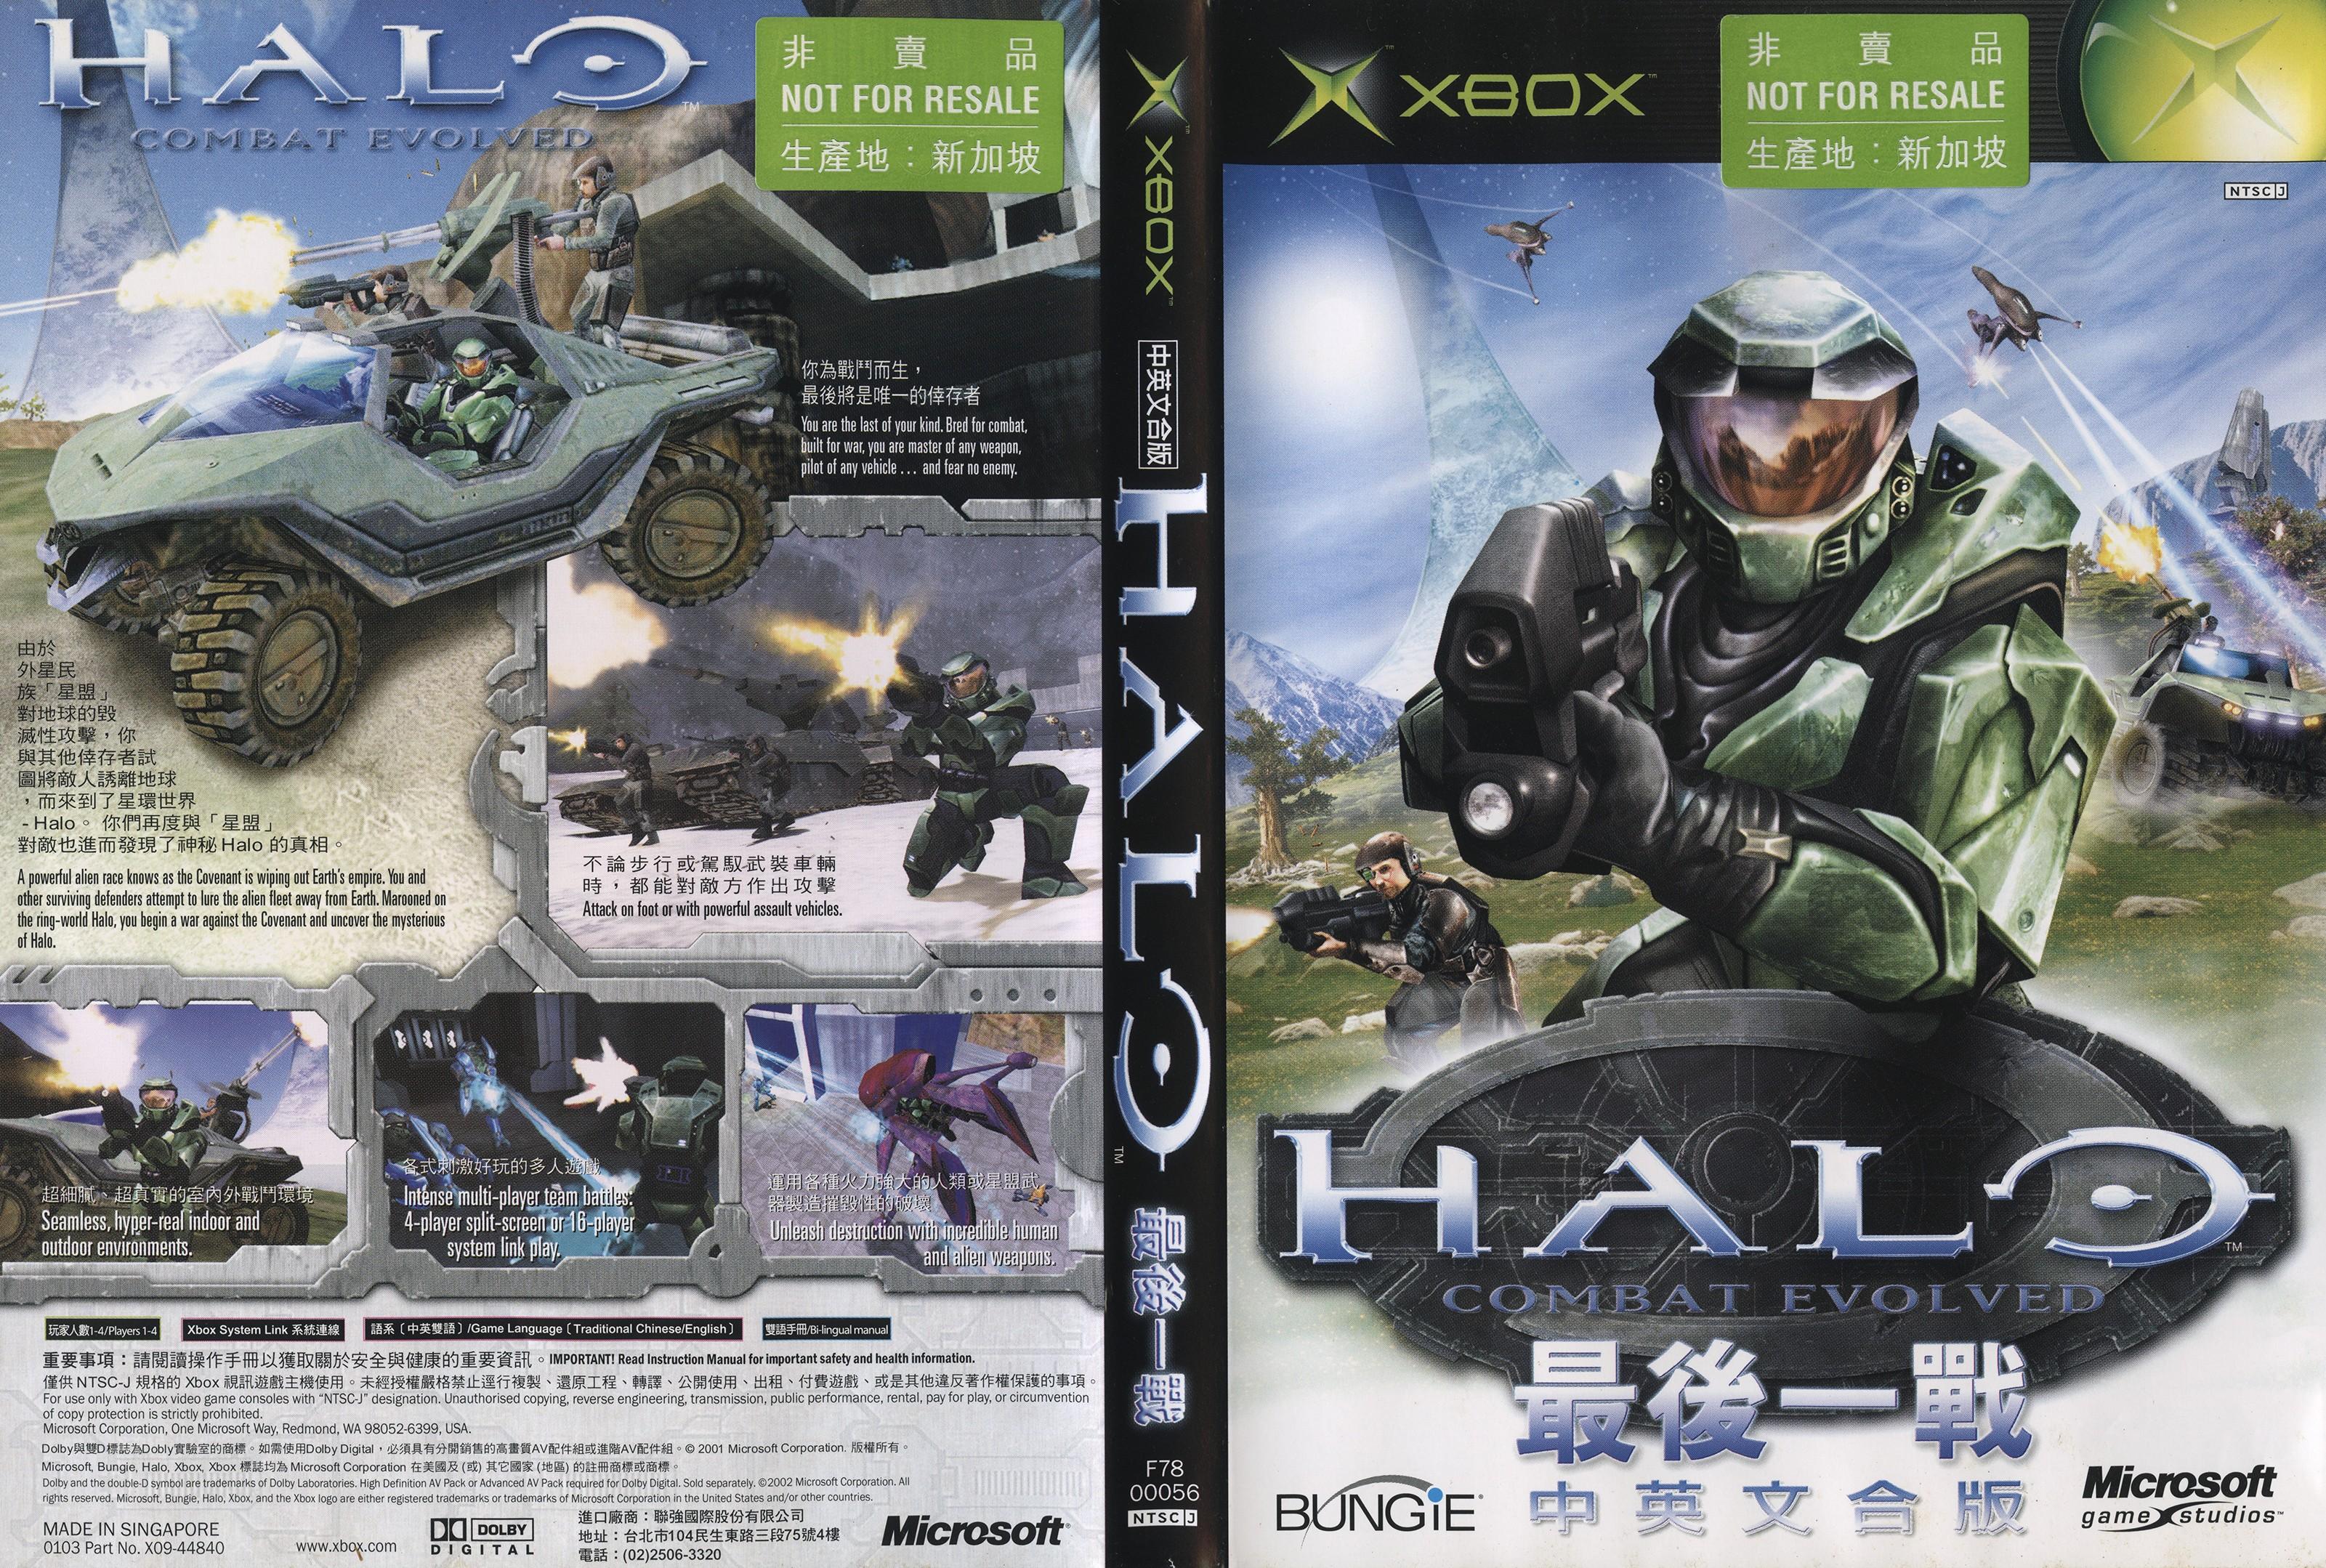 HALO™
COMBAT EVOLVED
非賣品
NOT FOR RESALE
生產地：新加坡
你為戰鬥而生，
最後將是唯一的倖存者
You are the last of your kind. Bred for combat,
built for war, you are master of any weapon,
pilot of any vehicle . . . and fear no enemy.
由於
外星民
族「星盟」
對地球的毀
滅性攻擊，你
與其他倖存者試
圖將敵人誘離地球
，而來到了星環世界
- Halo。 你們再度與「星盟」
對敵也進而發現了神秘 Halo 的真相。
A powerful alien race knows as the Covenant is wiping out Earth's empire. You and
other surviving defenders attempt to lure the alien fleet away from Earth. Marooned on
the ring-world Halo, you begin a war against the Covenant and uncover the mysterious
of Halo.
不論步行或駕馭武裝車輛
時，都能對敵方作出攻擊
Attack on foot or with powerful assault vehicles.
超細膩、超真實的室內外戰鬥環境
Seamless, hyper-real indoor and
outdoor environments.
各式刺激好玩的多人遊戲
Intense multi-player team battles:
4-player split-screen or 16-player
system link play.
運用各種火力強大的人類或星盟武
器製造摧毀性的破壞
Unleash destruction with incredible human
and alien weapons.
玩家人數1-4/Players 1-4
Xbox System Link 系統連線
語系〔中英雙語〕/Game Language〔Traditional Chinese/English〕
雙語手冊/Bi-lingual manual
重要事項：請閱讀操作手冊以獲取關於安全與健康的重要資訊。IMPORTANT! Read Instruction Manual for important safety and health information.
僅供 NTSC-J 規格的 Xbox 視訊遊戲主機使用。未經授權嚴格禁止逕行複製、還原工程、轉譯、公開使用、出租、付費遊戲、或是其他違反著作權保護的事項。
For use only with Xbox video game consoles with "NTSC-J" designation. Unauthorised copying, reverse engineering, transmission, public performance, rental, pay for play, or circumvention
of copy protection is strictly prohibited.
Microsoft Corporation, One Microsoft Way, Redmond, WA 98052-6399, USA.
Dolby與雙D標誌為Dobly實驗室的商標。如需使用Dolby Digital，必須具有分開銷售的高畫質AV配件組或進階AV配件組。© 2001 Microsoft Corporation. 版權所有。
Microsoft, Bungie, Halo, Xbox, Xbox 標誌均為 Microsoft Corporation 在美國及 (或) 其它國家 (地區) 的註冊商標或商標。
Dolby and the double-D symbol are trademarks of Dolby Laboratories. High Definition AV Pack or Advanced AV Pack required for Dolby Digital. Sold separately. ©2002 Microsoft Corporation. All
rights reserved. Microsoft, Bungie, Halo, Xbox, and the Xbox logo are either registered trademarks or trademarks of Microsoft Corporation in the United States and/or other countries.
MADE IN SINGAPORE
0103 Part No. X09-44840
www.xbox.com
DOLBY
DIGITAL
進口廠商：聯強國際股份有限公司
地址：台北市104民生東路三段75號4樓
電話：(02)2506-3320
Microsoft®
XBOX™
中英文合版
HALO™
最後一戰
F78
00056
NTSC J
XBOX™
非賣品
NOT FOR RESALE
生產地：新加坡
NTSC J
HALO™
COMBAT EVOLVED
最後一戰
中英文合版
BUNGiE®
Microsoft
game studios™